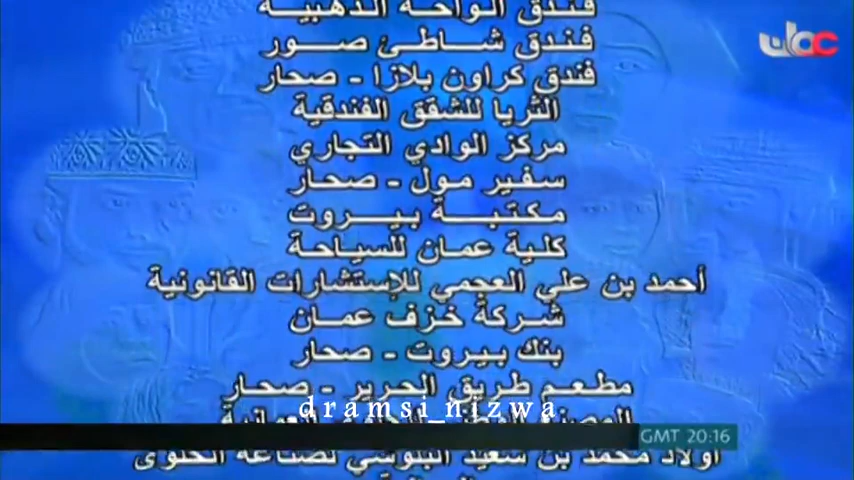 فندق الواحة الذهبية
فندق شاطئ صور
فندق كراون بلازا - صحار
الثريا للشقق الفندقية
مركز الوادي التجاري
سفير مول - صحار
مكتبة بيروت
كلية عمان للسياحة
أحمد بن علي العجمي للإستشارات القانونية
شركة خزف عمان
بنك بيروت - صحار
مطعم طريق الحرير - صحار
dramsi_nizwa
GMT 20:16
أولاد محمد بن سعيد البلوشي لصناعة الحلوى
عمان